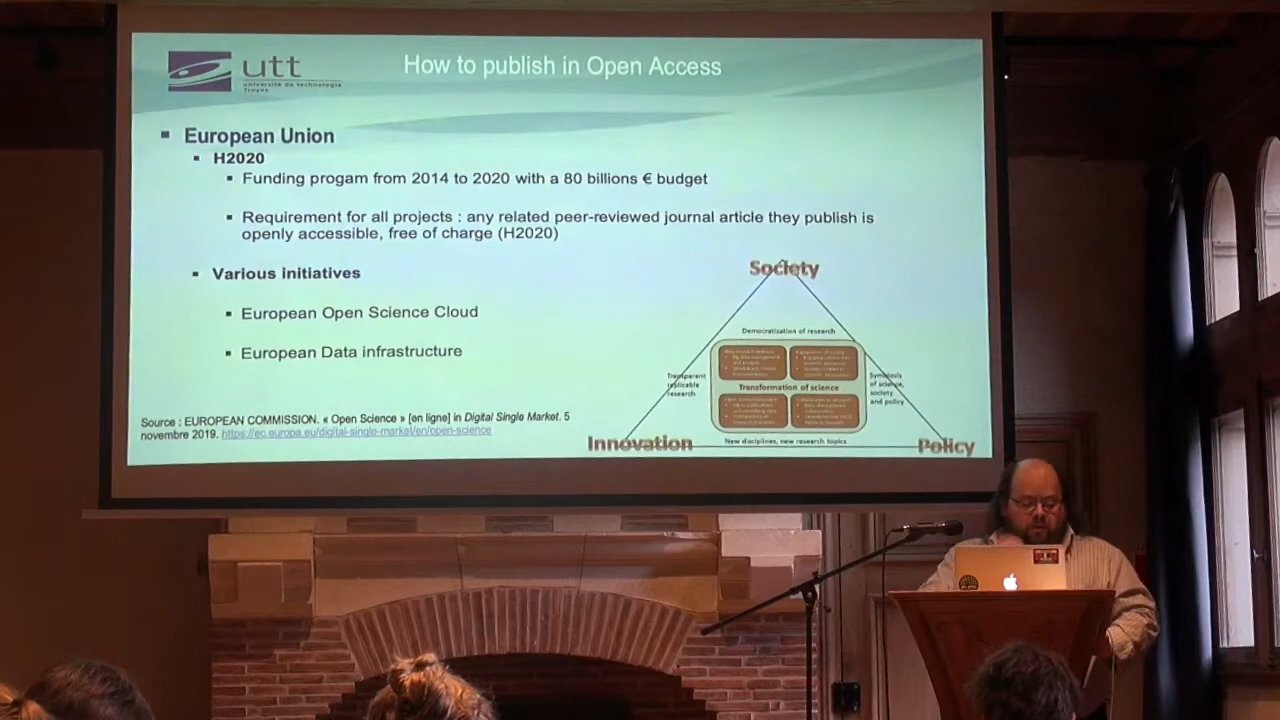 utt
université de technologie
Troyes
How to publish in Open Access
European Union
H2020
Funding progam from 2014 to 2020 with a 80 billions € budget
Requirement for all projects : any related peer-reviewed journal article they publish is
openly accessible, free of charge (H2020)
Various initiatives
European Open Science Cloud
European Data infrastructure
Source : EUROPEAN COMMISSION. « Open Science » [en ligne] in Digital Single Market. 5
novembre 2019. https://ec.europa.eu/digital-single-market/en/open-science
Society
Democratization of research
Transparent
replicable
research
Transformation of science
Symbiosis
of science,
society
and policy
Innovation
New disciplines, new research topics
Policy